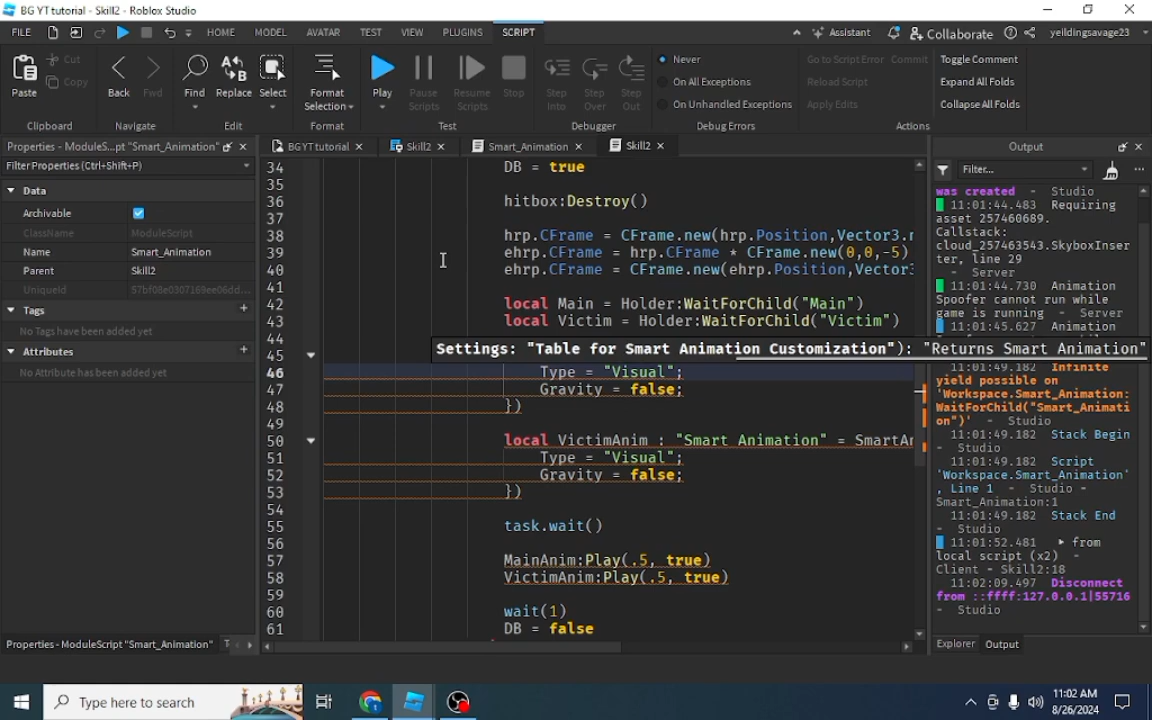 BG YT tutorial - Skill2 - Roblox Studio
FILE HOME MODEL AVATAR TEST VIEW PLUGINS SCRIPT Assistant Collaborate yeildingsavage23
Paste Cut Copy Back Fwd Find Replace Select Format Selection Play Pause Scripts Resume Scripts Stop Step Into Step Over Step Out
Never
On All Exceptions
On Unhandled Exceptions
Go to Script Error Commit
Reload Script
Apply Edits
Toggle Comment
Expand All Folds
Collapse All Folds
Clipboard Navigate Edit Format Test Debugger Debug Errors Actions
Properties - ModuleS...pt "Smart_Animation"
Filter Properties (Ctrl+Shift+P)
Data
Archivable
ClassName ModuleScript
Name Smart_Animation
Parent Skill2
UniqueId 57bf08e0307169ee06dd...
Tags
No Tags have been added yet
Attributes
No Attribute has been added yet
Properties - ModuleScript "Smart_Animation" T
BG YT tutorial Skill2 Smart_Animation Skill2
34 DB = true
35
36 hitbox:Destroy()
37
38 hrp.CFrame = CFrame.new(hrp.Position,Vector3.n
39 ehrp.CFrame = hrp.CFrame * CFrame.new(0,0,-5)
40 ehrp.CFrame = CFrame.new(ehrp.Position,Vector3
41
42 local Main = Holder:WaitForChild("Main")
43 local Victim = Holder:WaitForChild("Victim")
44
Settings: "Table for Smart Animation Customization"): "Returns Smart Animation"
45
46 Type = "Visual";
47 Gravity = false;
48 })
49
50 local VictimAnim : "Smart Animation" = SmartAn
51 Type = "Visual";
52 Gravity = false;
53 })
54
55 task.wait()
56
57 MainAnim:Play(.5, true)
58 VictimAnim:Play(.5, true)
59
60 wait(1)
61 DB = false
Output
Filter...
was created - Studio
11:01:44.483 Requiring
asset 257460689.
Callstack:
cloud_257463543.SkyboxInser
ter, line 29
- Server
11:01:44.730 Animation
Spoofer cannot run while
game is running - Server
11:01:45.627 Animation
11:01:49.182 Infinite
yield possible on
'Workspace.Smart_Animation:
WaitForChild("Smart_Animati
on")' - Studio
11:01:49.182 Stack Begin
- Studio
11:01:49.182 Script
'Workspace.Smart_Animation'
, Line 1 - Studio -
Smart_Animation:1
11:01:49.182 Stack End
- Studio
11:01:52.481 ▸ from
local script (x2) -
Client - Skill2:18
11:02:09.497 Disconnect
from ::ffff:127.0.0.1|55716
- Studio
Explorer Output
Type here to search
11:02 AM
8/26/2024